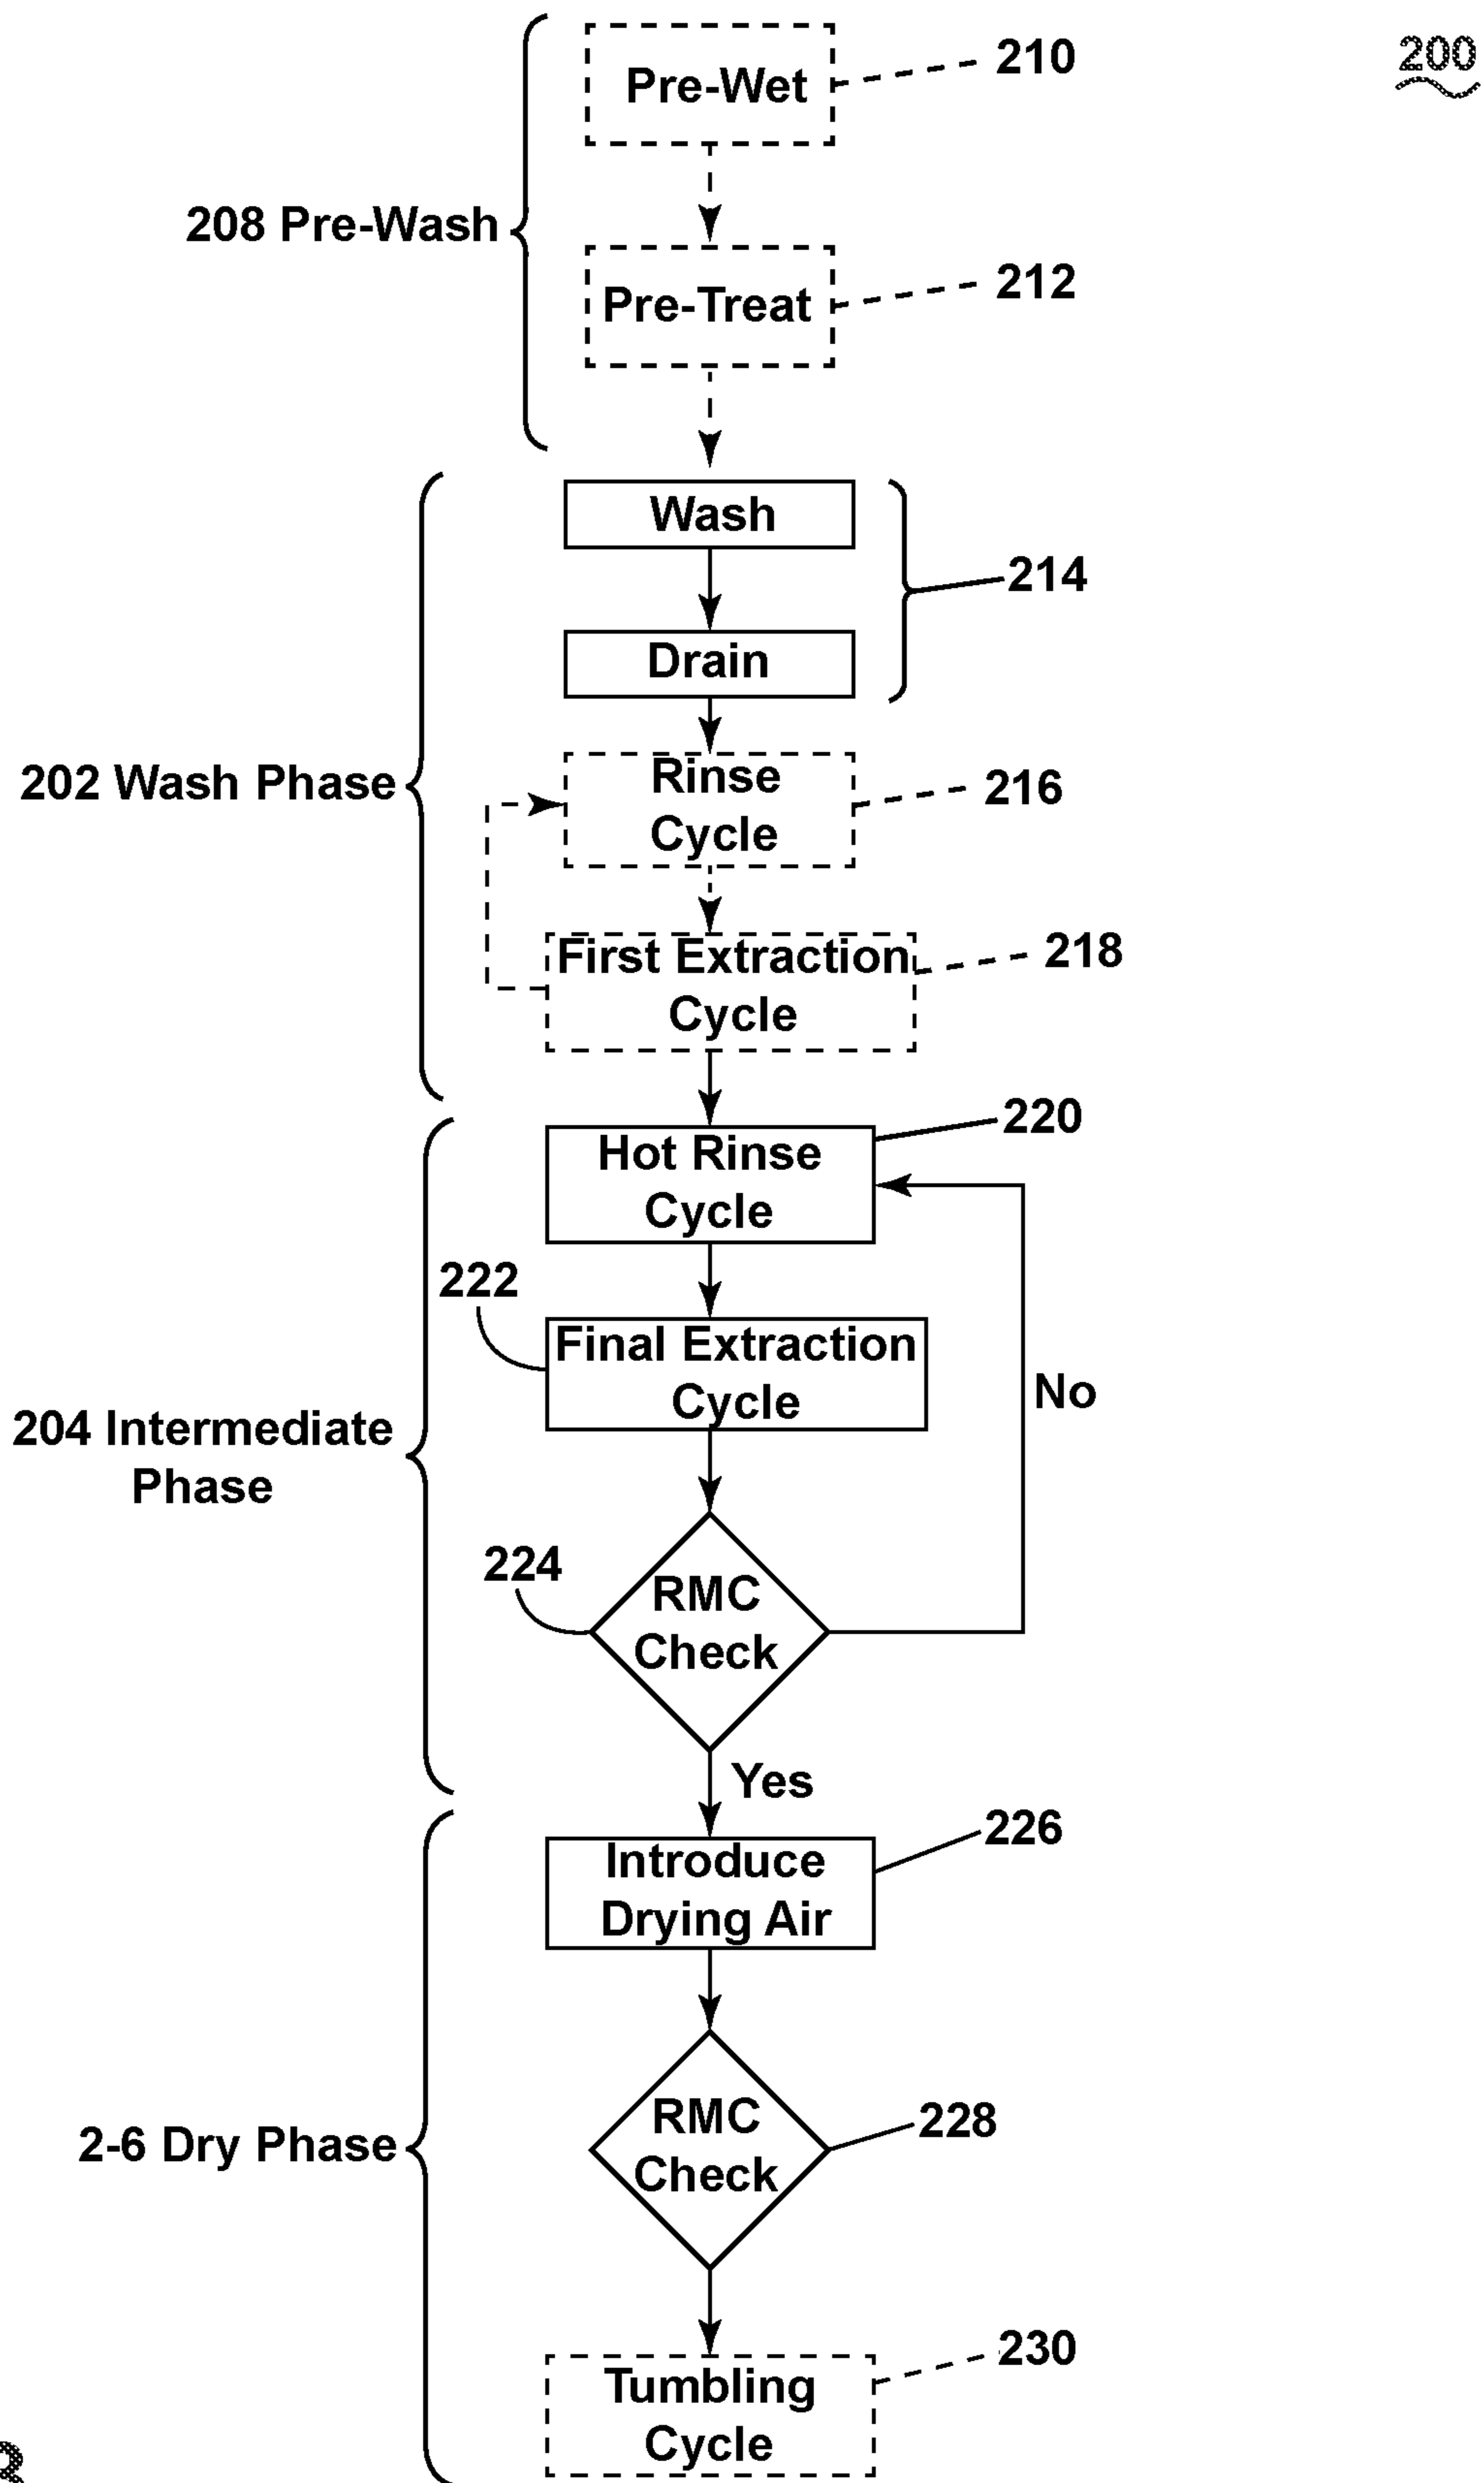 200
Pre-Wet
210
208 Pre-Wash
Pre-Treat
212
Wash
214
Drain
202 Wash Phase
Rinse
Cycle
216
First Extraction
Cycle
218
Hot Rinse
Cycle
220
222
Final Extraction
Cycle
No
204 Intermediate
Phase
224
RMC
Check
Yes
Introduce
Drying Air
226
2-6 Dry Phase
RMC
Check
228
Tumbling
Cycle
230